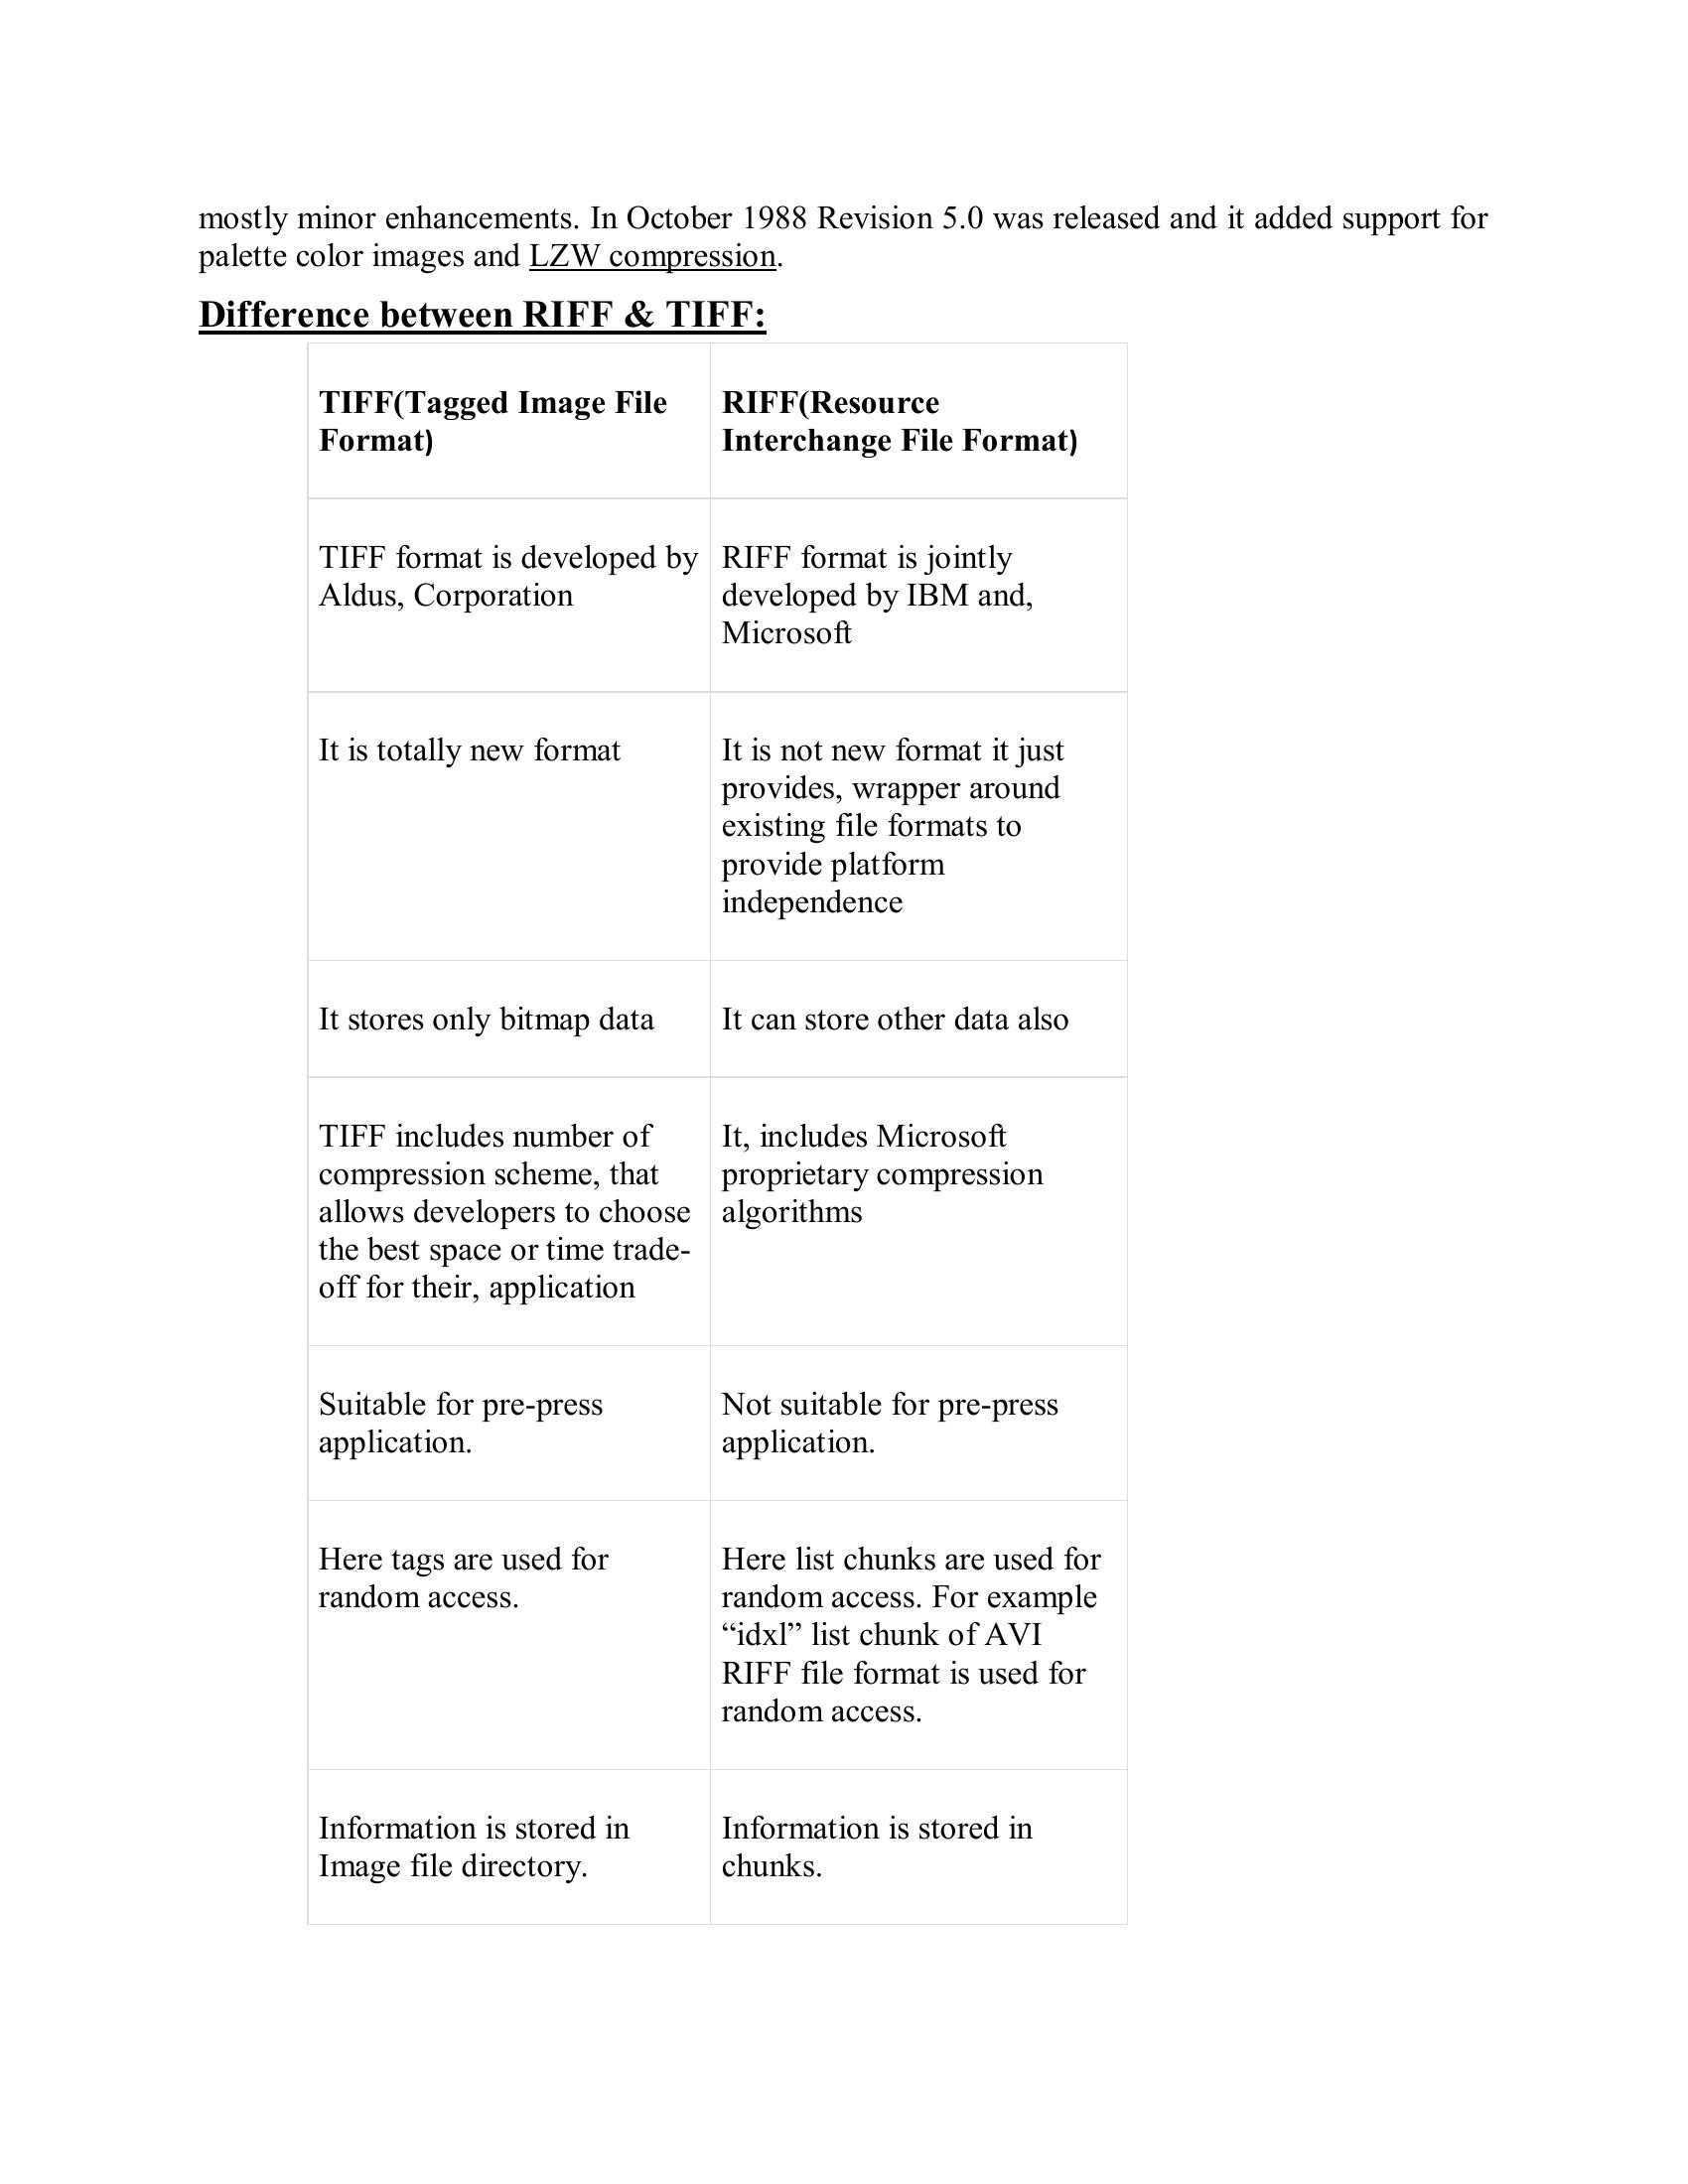 mostly minor enhancements. In October 1988 Revision 5.0 was released and it added support for
palette color images and LZW compression.
Difference between RIFF & TIFF:
TIFF(Tagged Image File
Format)
RIFF(Resource
Interchange File Format)
TIFF format is developed by
Aldus, Corporation
RIFF format is jointly
developed by IBM and,
Microsoft
It is totally new format
It is not new format it just
provides, wrapper around
existing file formats to
provide platform
independence
It stores only bitmap data
It can store other data also
TIFF includes number of
compression scheme, that
allows developers to choose
the best space or time trade-
off for their, application
It, includes Microsoft
proprietary compression
algorithms
Suitable for pre-press
application.
Not suitable for pre-press
application.
Here tags are used for
random access.
Here list chunks are used for
random access. For example
“idxl” list chunk of AVI
RIFF file format is used for
random access.
Information is stored in
Image file directory.
Information is stored in
chunks.